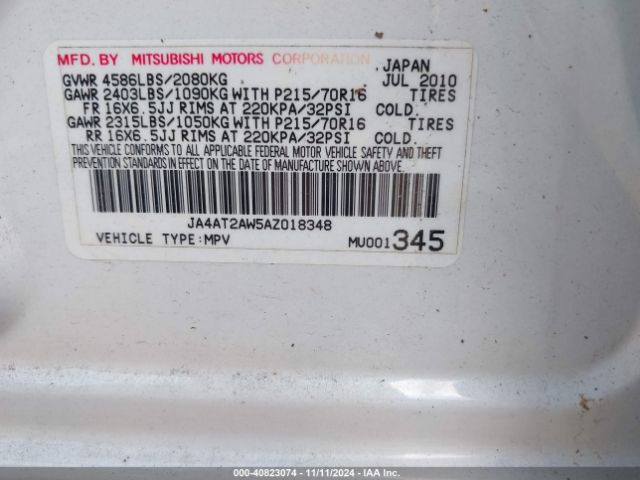 MFD. BY MITSUBISHI MOTORS CORPORATION, JAPAN
GVWR 4586LBS/2080KG JUL 2010
GAWR 2403LBS/1090KG WITH P215/70R16 TIRES
FR 16X6.5JJ RIMS AT 220KPA/32PSI COLD.
GAWR 2315LBS/1050KG WITH P215/70R16 TIRES
RR 16X6.5JJ RIMS AT 220KPA/32PSI COLD.
THIS VEHICLE CONFORMS TO ALL APPLICABLE FEDERAL MOTOR VEHICLE SAFETY AND THEFT
PREVENTION STANDARDS IN EFFECT ON THE DATE OF MANUFACTURE SHOWN ABOVE.
JA4AT2AW5AZ018348
VEHICLE TYPE:MPV MU001345
000-40823074 - 11/11/2024 - IAAI.COM